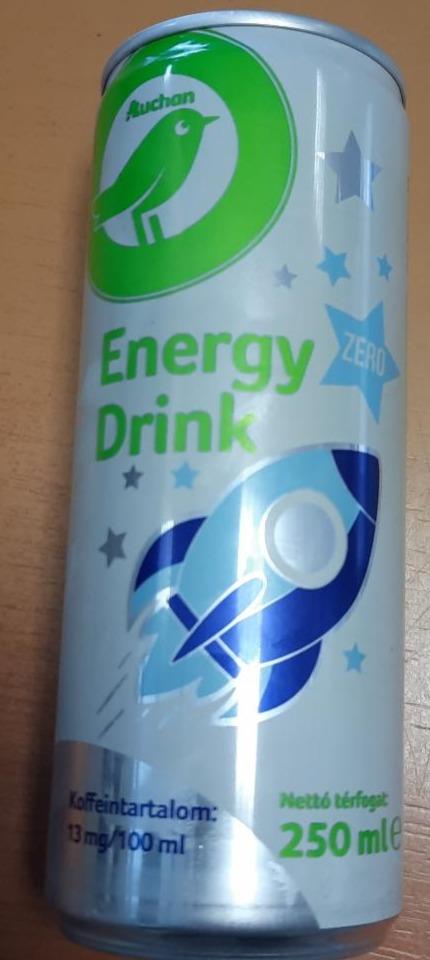 Auchan
Energy
Drink
ZERO
Koffeintartalom:
13 mg/100 ml
Nettó térfogat:
250 ml e